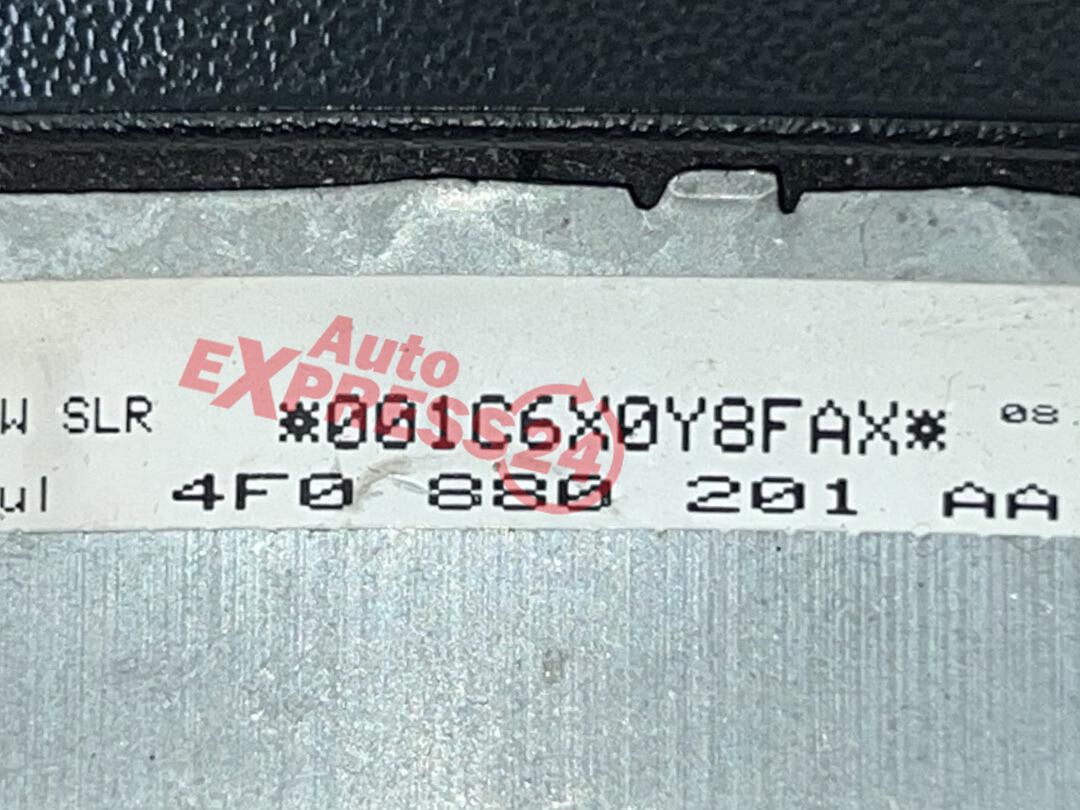 Auto
EXPRESS24
W SLR *001C6X0Y8FAX* 08
ul 4F0 880 201 AA